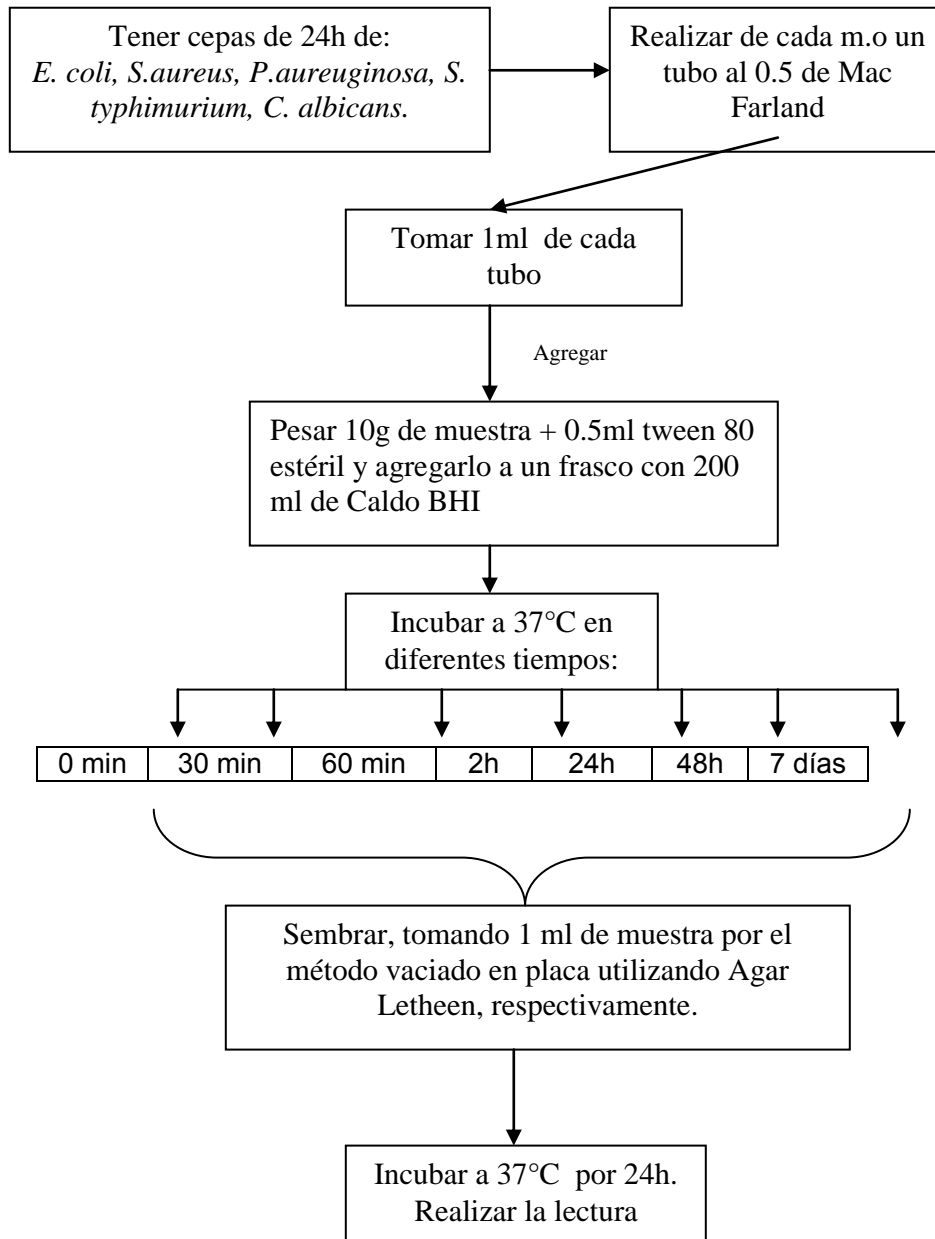 Tener cepas de 24h de:
E. coli, S.aureus, P.aureuginosa, S.
typhimurium, C. albicans.
Realizar de cada m.o un
tubo al 0.5 de Mac
Farland
Tomar 1ml de cada
tubo
Agregar
Pesar 10g de muestra + 0.5ml tween 80
estéril y agregarlo a un frasco con 200
ml de Caldo BHI
Incubar a 37°C en
diferentes tiempos:
0 min 30 min 60 min 2h 24h 48h 7 días
Sembrar, tomando 1 ml de muestra por el
método vaciado en placa utilizando Agar
Letheen, respectivamente.
Incubar a 37°C por 24h.
Realizar la lectura